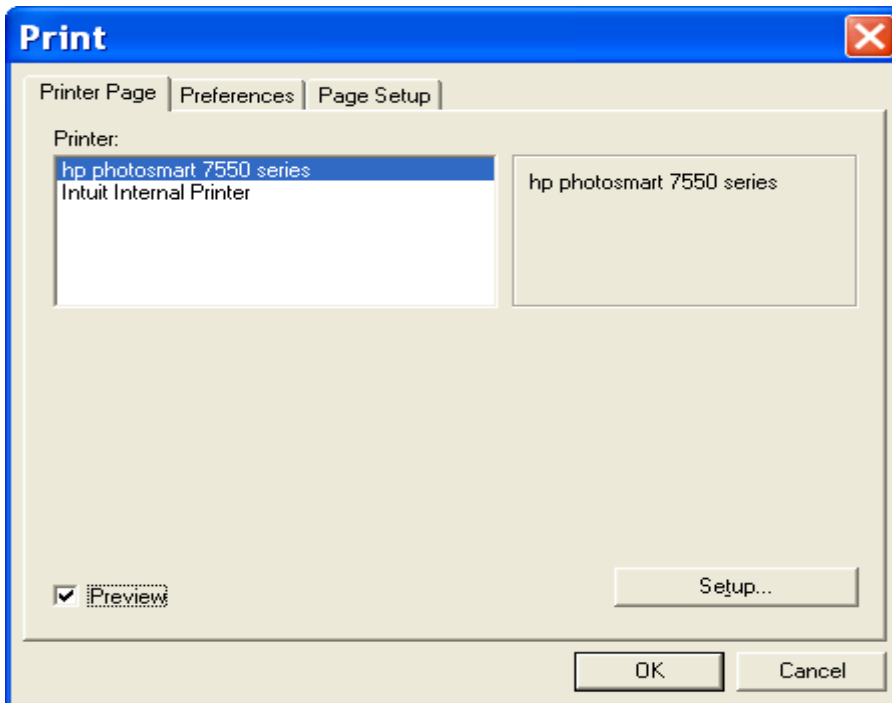 Print
Printer Page Preferences Page Setup
Printer:
hp photosmart 7550 series
Intuit Internal Printer
hp photosmart 7550 series
Preview
Setup...
OK Cancel